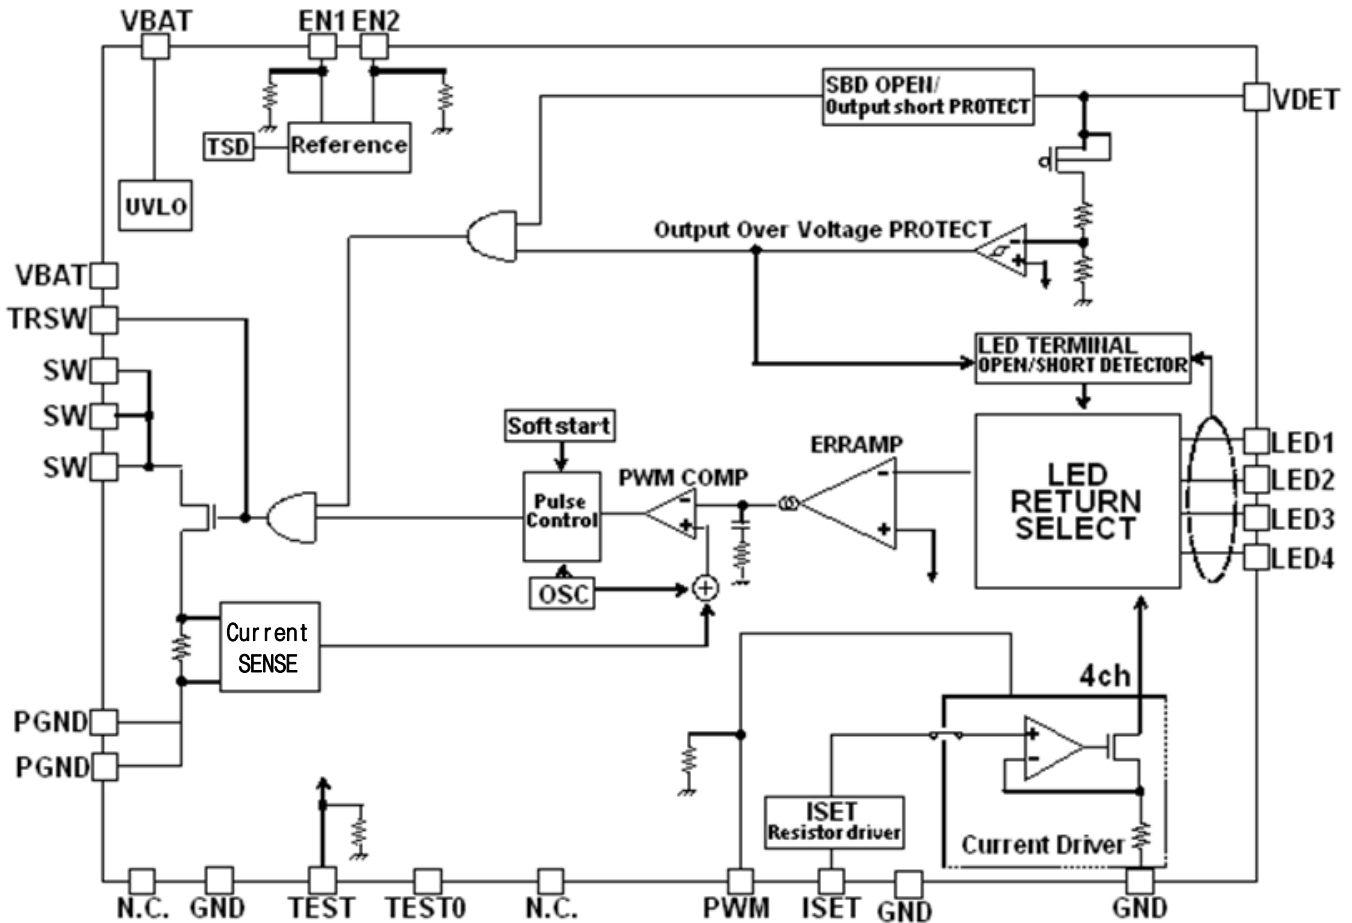 VBAT
EN1 EN2
SBD OPEN/
Output short PROTECT
VDET
TSD
Reference
UVLO
Output Over Voltage PROTECT
-
+
VBAT
TRSW
LED TERMINAL
OPEN/SHORT DETECTOR
SW
SW
SW
Soft start
ERRAMP
PWM COMP
Pulse
Control
-
+
-
+
LED
RETURN
SELECT
LED1
LED2
LED3
LED4
OSC
+
Current
SENSE
4ch
PGND
PGND
+
-
ISET
Resistor driver
Current Driver
N.C.
GND
TEST
TEST0
N.C.
PWM
ISET
GND
GND